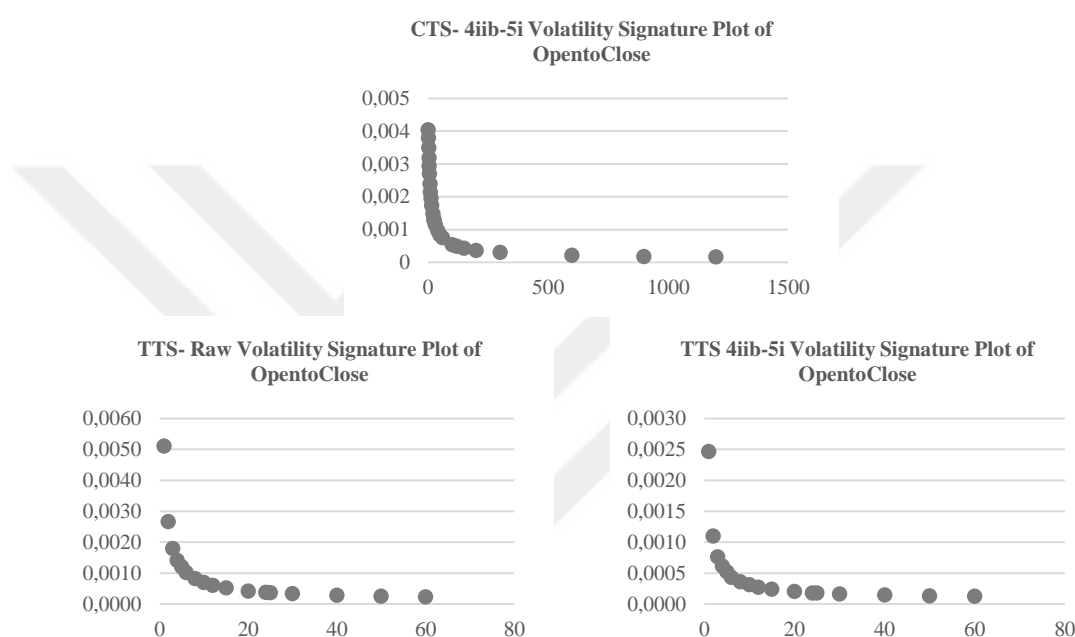 CTS- 4iib-5i Volatility Signature Plot of
OpentoClose
0,005
0,004
0,003
0,002
0,001
0
0 500 1000 1500
TTS- Raw Volatility Signature Plot of
OpentoClose
0,0060
0,0050
0,0040
0,0030
0,0020
0,0010
0,0000
0 20 40 60 80
TTS 4iib-5i Volatility Signature Plot of
OpentoClose
0,0030
0,0025
0,0020
0,0015
0,0010
0,0005
0,0000
0 20 40 60 80